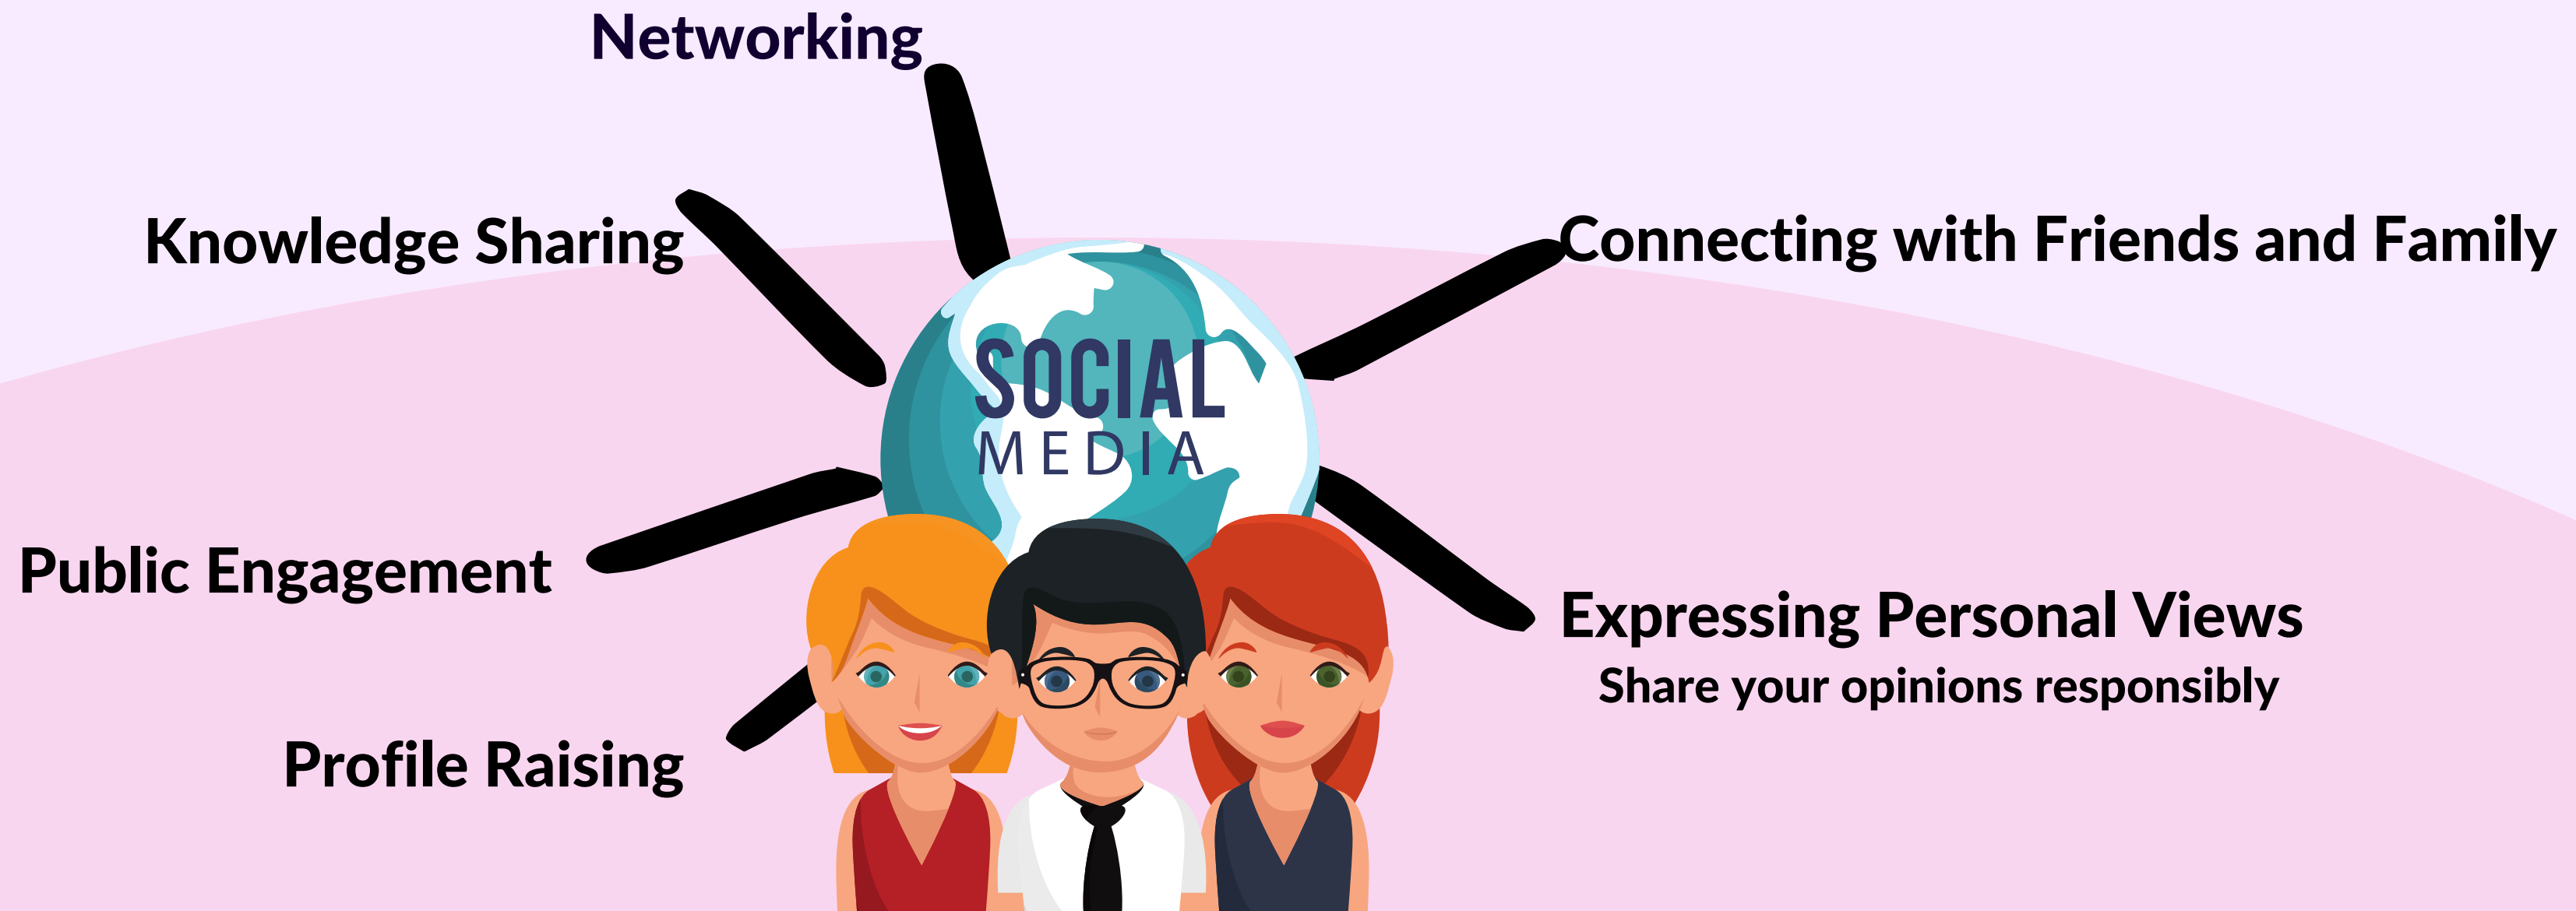 Networking
Knowledge Sharing
Connecting with Friends and Family
SOCIAL
MEDIA
Public Engagement
Expressing Personal Views
Share your opinions responsibly
Profile Raising